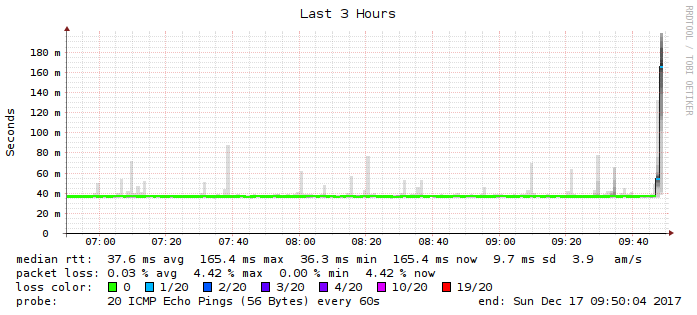 Last 3 Hours
RRDTOOL / TOBI OETIKER
Seconds
180 m
160 m
140 m
120 m
100 m
80 m
60 m
40 m
20 m
0
07:00 07:20 07:40 08:00 08:20 08:40 09:00 09:20 09:40
median rtt: 37.6 ms avg 165.4 ms max 36.3 ms min 165.4 ms now 9.7 ms sd 3.9 am/s
packet loss: 0.03 % avg 4.42 % max 0.00 % min 4.42 % now
loss color: 0 1/20 2/20 3/20 4/20 10/20 19/20
probe: 20 ICMP Echo Pings (56 Bytes) every 60s end: Sun Dec 17 09:50:04 2017